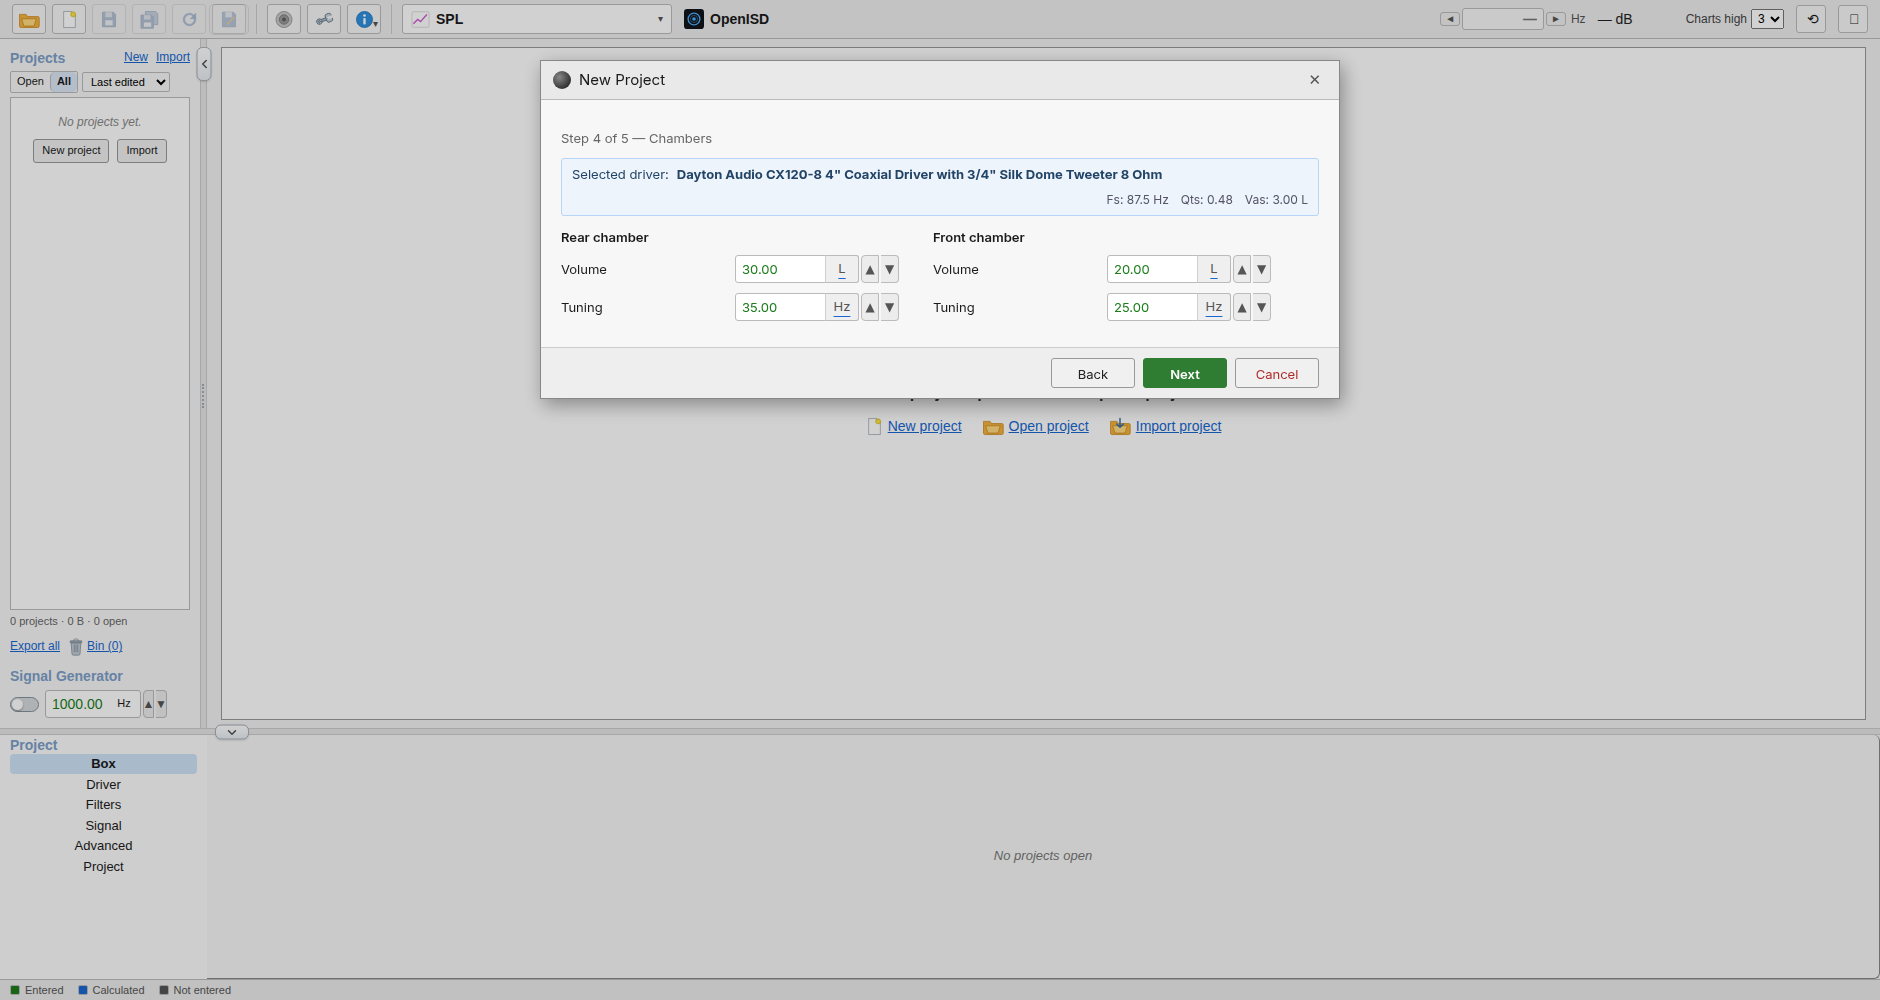 SPL
OpenISD
—
Hz
— dB
Charts high
3
Projects
New
Import
Open
All
Last edited
No projects yet.
New project
Import
0 projects · 0 B · 0 open
Export all
Bin (0)
Signal Generator
1000.00 Hz
New Project
Step 4 of 5 — Chambers
Selected driver: Dayton Audio CX120-8 4" Coaxial Driver with 3/4" Silk Dome Tweeter 8 Ohm
Fs: 87.5 Hz Qts: 0.48 Vas: 3.00 L
Rear chamber
Volume 30.00 L
Tuning 35.00 Hz
Front chamber
Volume 20.00 L
Tuning 25.00 Hz
Back
Next
Cancel
New project
Open project
Import project
Project
Box
Driver
Filters
Signal
Advanced
Project
No projects open
Entered
Calculated
Not entered